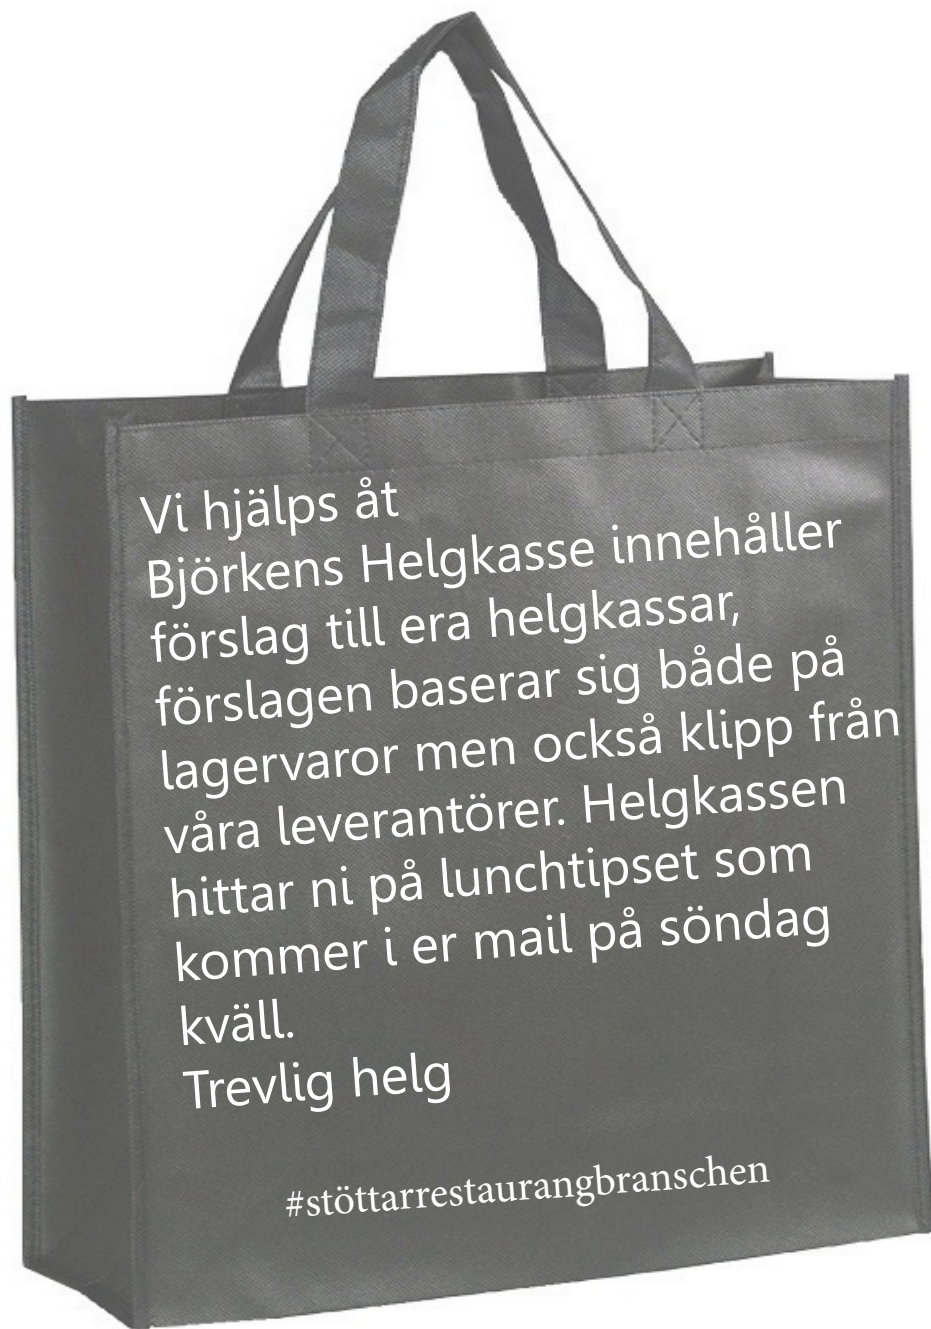 Vi hjälps åt
Björkens Helgkasse innehåller
förslag till era helgkassar,
förslagen baserar sig både på
lagervaror men också klipp från
våra leverantörer. Helgkassen
hittar ni på lunchtipset som
kommer i er mail på söndag
kväll.
Trevlig helg
#stöttarrestaurangbranschen